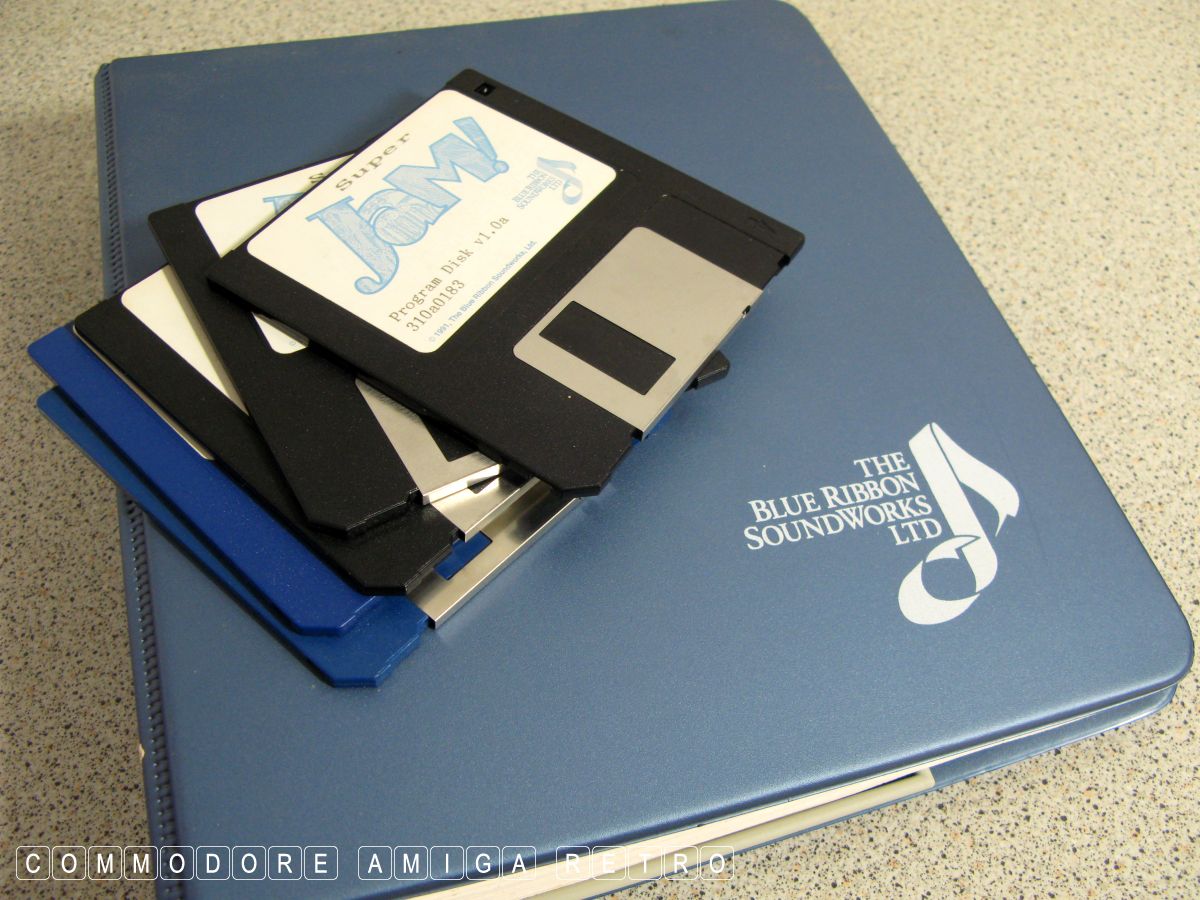 Super
JaM!
THE
BLUE RIBBON
SOUNDWORKS
LTD
Program Disk v1.0a
310a0183
© 1991, The Blue Ribbon Soundworks, Ltd.
&
THE
BLUE RIBBON
SOUNDWORKS
LTD
COMMODORE AMIGA RETRO